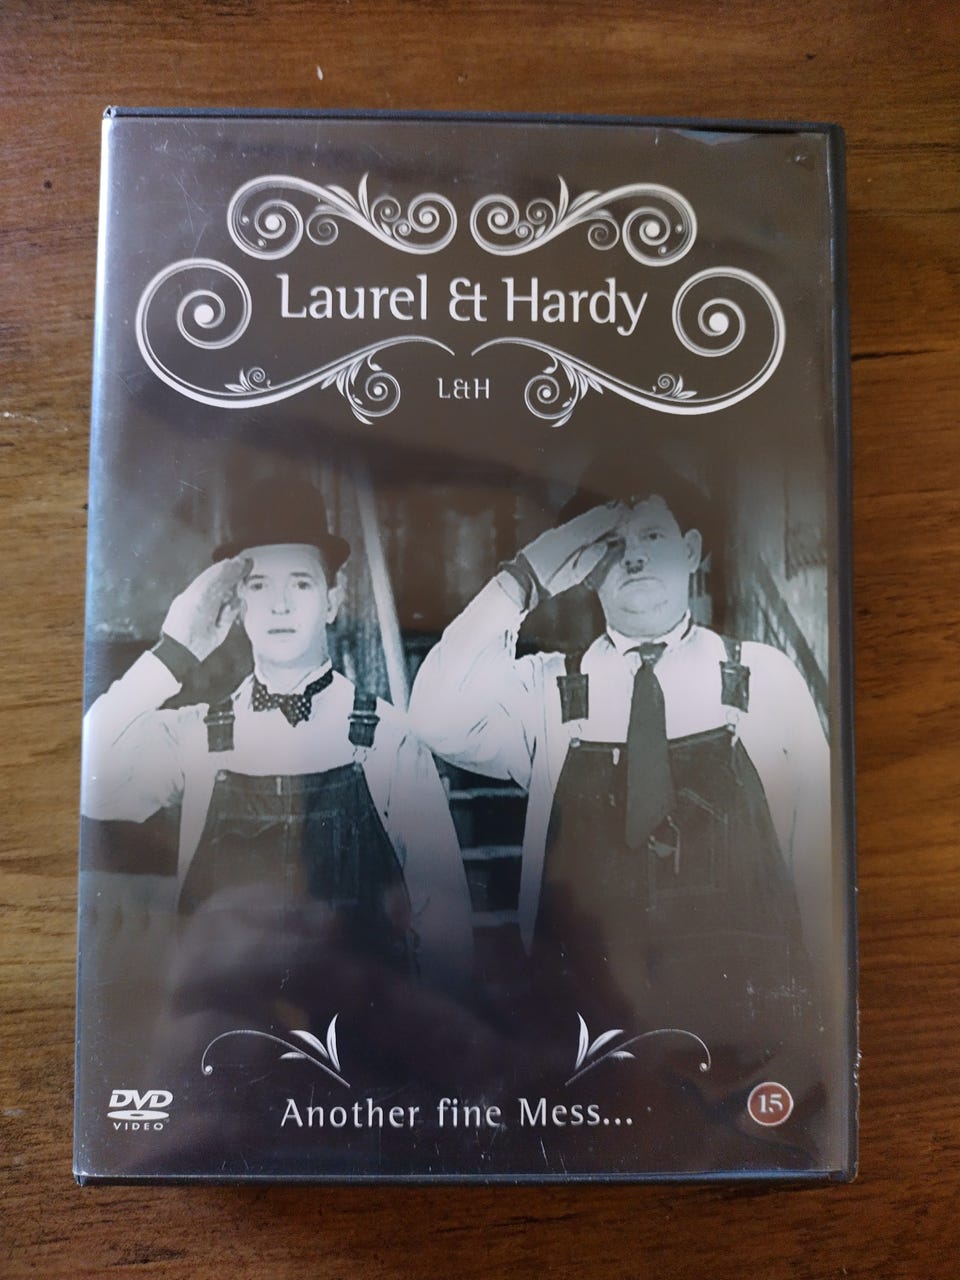 Laurel & Hardy
L&H
DVD
VIDEO
Another fine Mess...
15